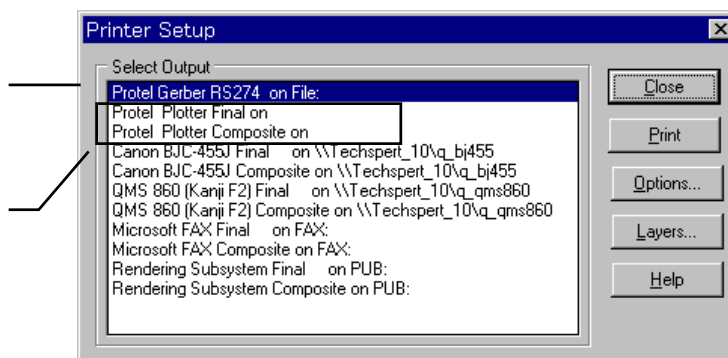 Printer Setup
Select Output
Protel Gerber RS274 on File:
Protel Plotter Final on
Protel Plotter Composite on
Canon BJC-455J Final on \\Techspert_10\q_bj455
Canon BJC-455J Composite on \\Techspert_10\q_bj455
QMS 860 (Kanji F2) Final on \\Techspert_10\q_qms860
QMS 860 (Kanji F2) Composite on \\Techspert_10\q_qms860
Microsoft FAX Final on FAX:
Microsoft FAX Composite on FAX:
Rendering Subsystem Final on PUB:
Rendering Subsystem Composite on PUB:
Close
Print
Options...
Layers...
Help